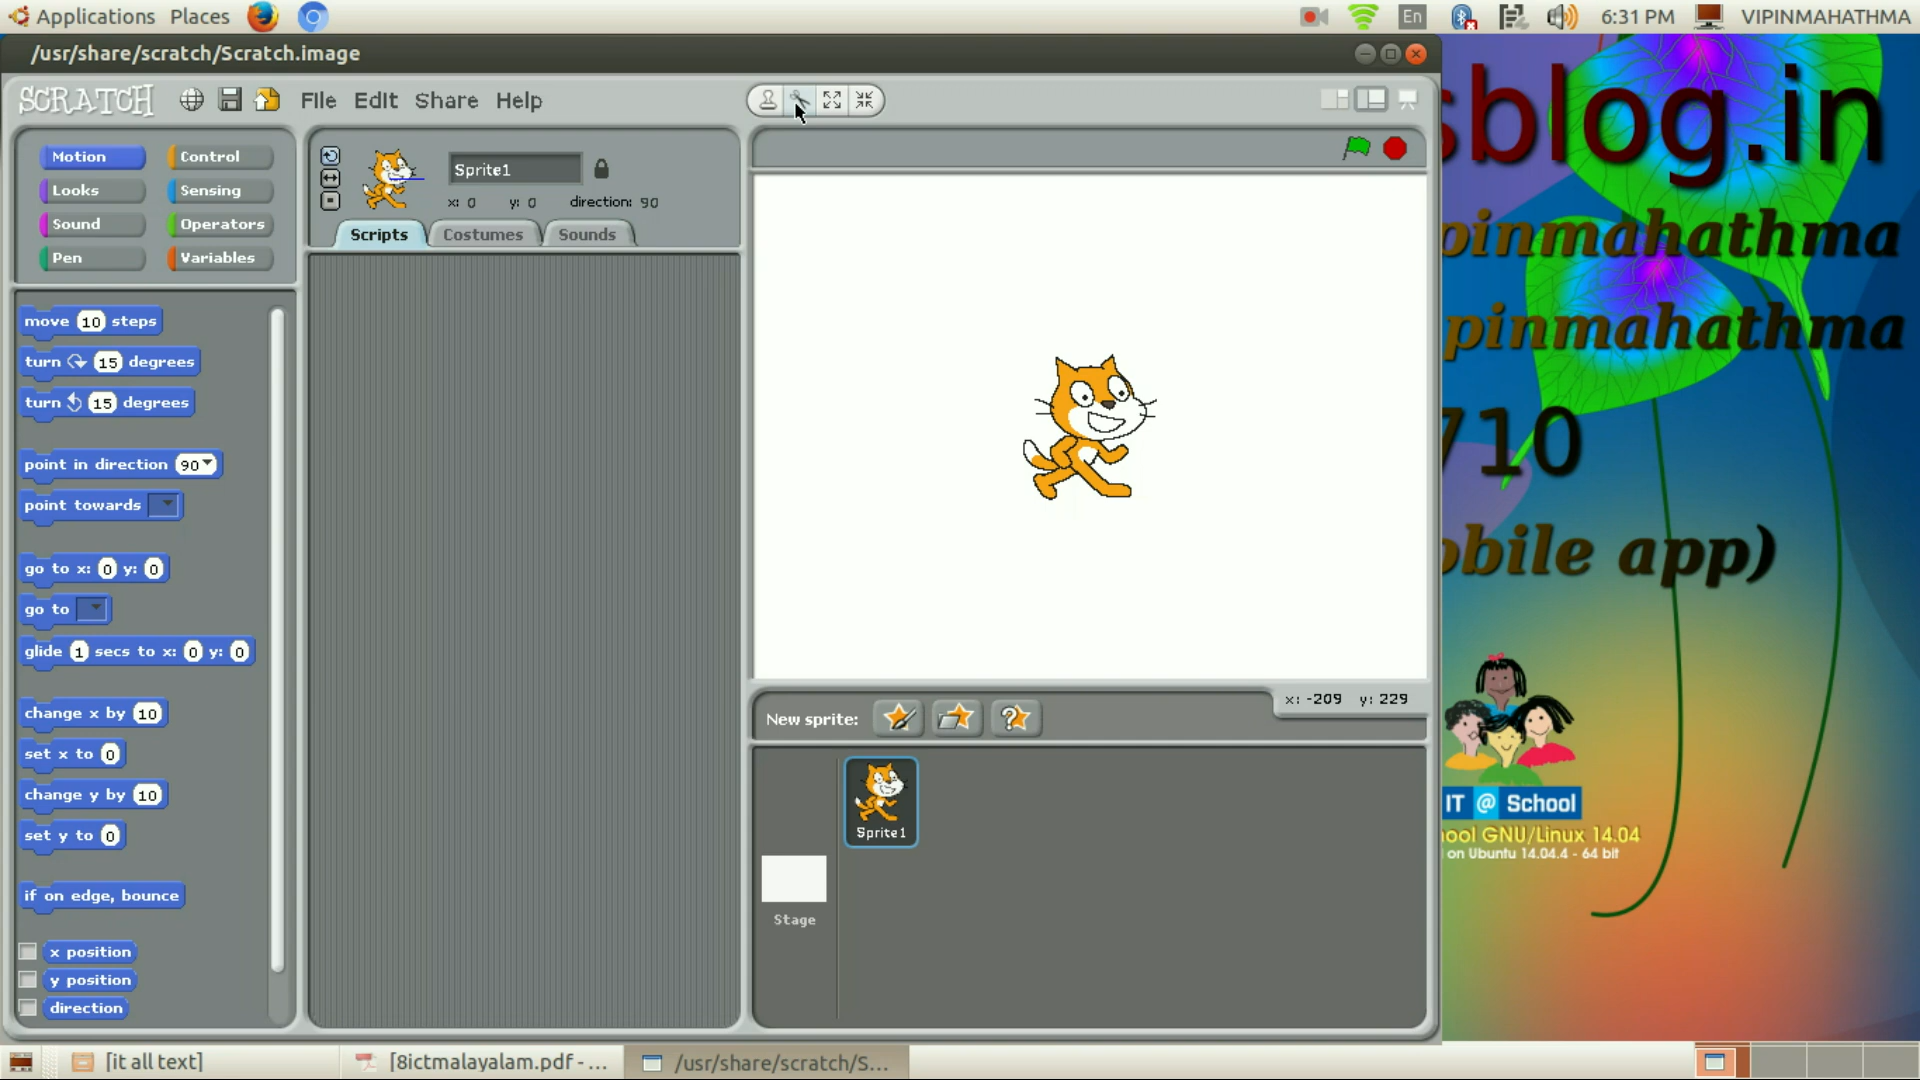 Applications Places En 6:31 PM VIPINMAHATHMA
/usr/share/scratch/Scratch.image
SCRATCH File Edit Share Help
Motion Control
Looks Sensing
Sound Operators
Pen Variables
move 10 steps
turn 15 degrees
turn 15 degrees
point in direction 90
point towards
go to x: 0 y: 0
go to
glide 1 secs to x: 0 y: 0
change x by 10
set x to 0
change y by 10
set y to 0
if on edge, bounce
x position
y position
direction
Sprite1
x: 0 y: 0 direction: 90
Scripts Costumes Sounds
x: -209 y: 229
New sprite:
Sprite1
Stage
sblog.in
pinmahathma
pinmahathma
710
obile app)
IT @ School
ool GNU/Linux 14.04
on Ubuntu 14.04.4 - 64 bit
[it all text] [8ictmalayalam.pdf - ... /usr/share/scratch/S...